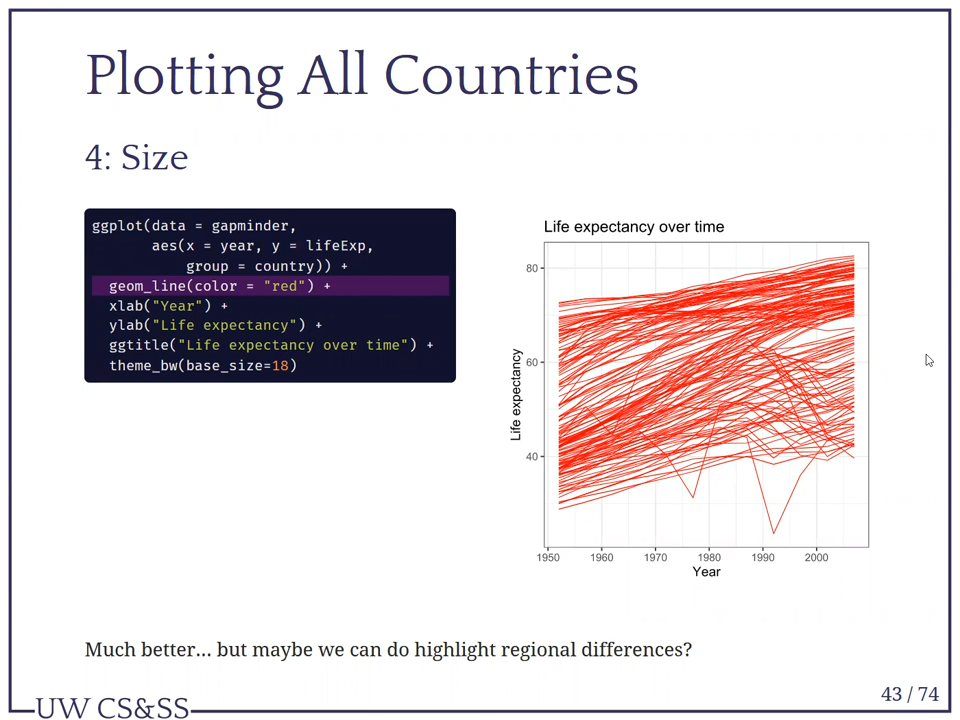 Plotting All Countries
4: Size
ggplot(data = gapminder,
aes(x = year, y = lifeExp,
group = country)) +
geom_line(color = "red") +
xlab("Year") +
ylab("Life expectancy") +
ggtitle("Life expectancy over time") +
theme_bw(base_size=18)
Life expectancy over time
Life expectancy
80
60
40
1950 1960 1970 1980 1990 2000
Year
Much better... but maybe we can do highlight regional differences?
43 / 74
UW CS&SS